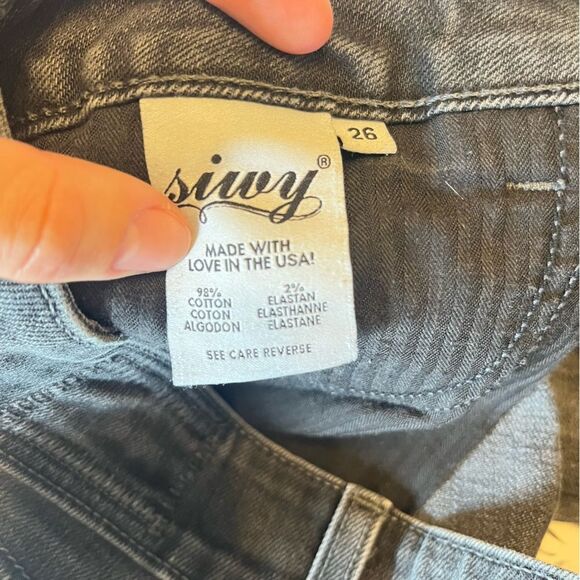 26
siwy®
MADE WITH
LOVE IN THE USA!
98% 2%
COTTON ELASTAN
COTON ELASTHANNE
ALGODON ELASTANE
SEE CARE REVERSE